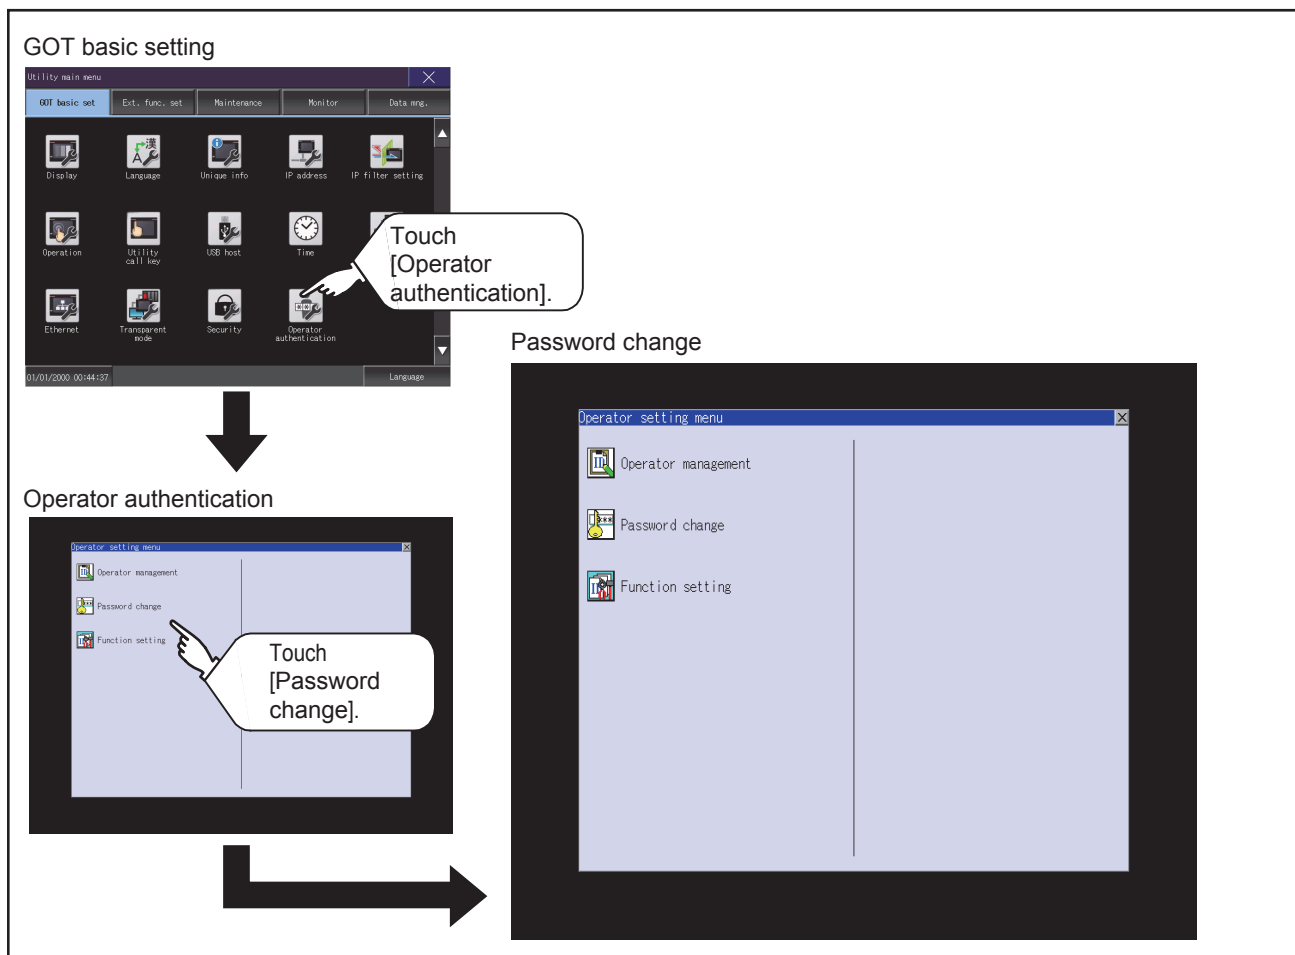 GOT basic setting
Utility main menu
GOT basic set
Ext. func. set
Maintenance
Monitor
Data mng.
Display
Language
Unique info
IP address
IP filter setting
Operation
Utility
call key
USB host
Time
Touch
[Operator
authentication].
Ethernet
Transparent
mode
Security
Operator
authentication
01/01/2000 00:44:37
Language
Operator authentication
Operator setting menu
Operator management
Password change
Function setting
Touch
[Password
change].
Password change
Operator setting menu
Operator management
Password change
Function setting